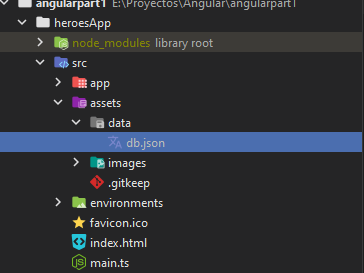 angularpart1 E:\Proyectos\Angular\angularpart1
heroesApp
node_modules library root
src
app
assets
data
db.json
images
.gitkeep
environments
favicon.ico
index.html
main.ts